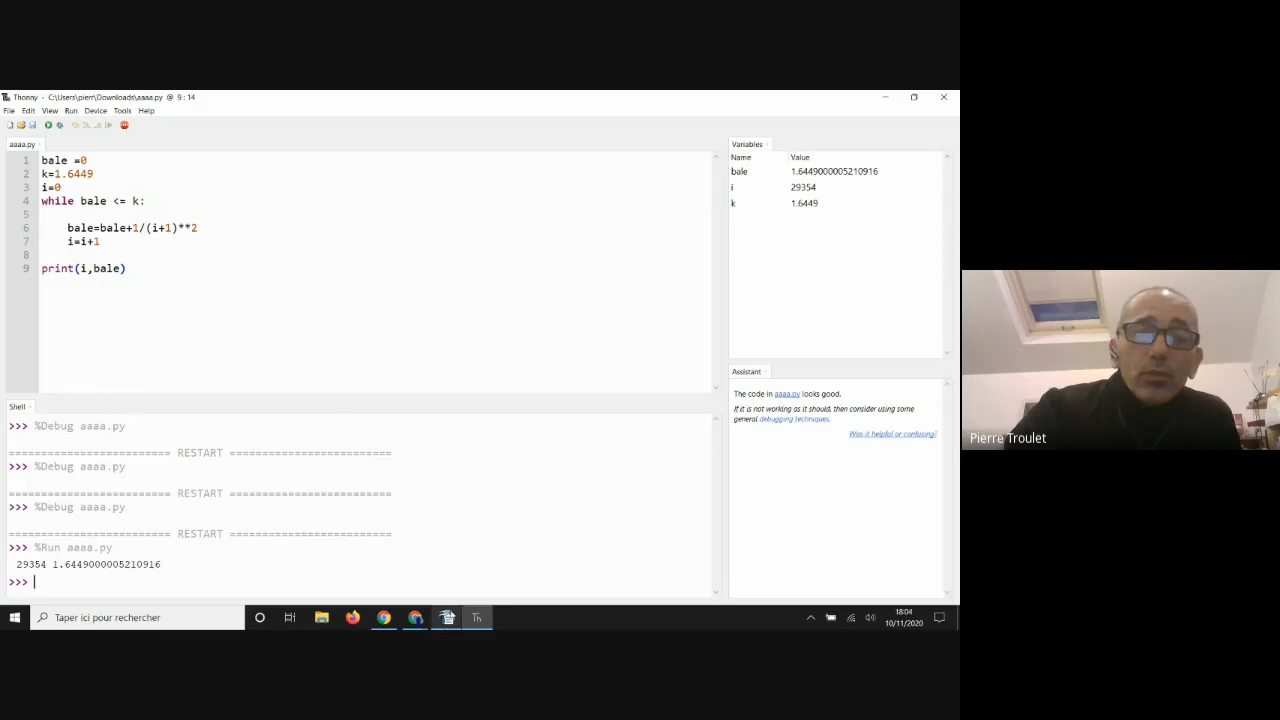 Thonny - C:\Users\pierr\Downloads\aaaa.py @ 9:14
File Edit View Run Device Tools Help
aaaa.py
1 bale =0
2 k=1.6449
3 i=0
4 while bale <= k:
5
6 bale=bale+1/(i+1)**2
7 i=i+1
8
9 print(i,bale)
Variables
Name Value
bale 1.6449000005210916
i 29354
k 1.6449
Assistant
The code in aaaa.py looks good.
If it is not working as it should, then consider using some
general debugging techniques.
Was it helpful or confusing?
Shell
>>> %Debug aaaa.py
========================= RESTART =========================
>>> %Debug aaaa.py
========================= RESTART =========================
>>> %Debug aaaa.py
========================= RESTART =========================
>>> %Run aaaa.py
29354 1.6449000005210916
>>>
Pierre Troulet
Taper ici pour rechercher
Th
18:04
10/11/2020